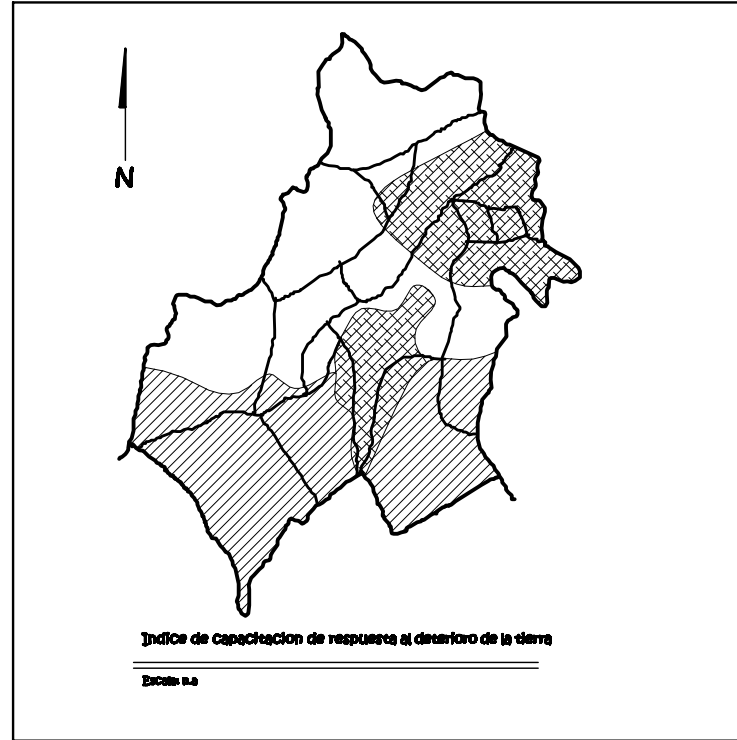 N
Indice de capacitacion de respuesta al deterioro de la tierra
Escala: n.a